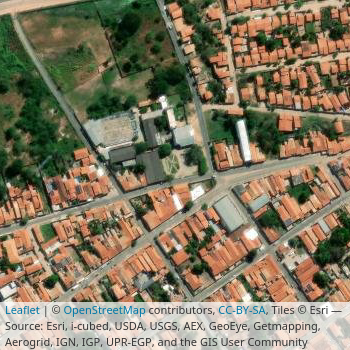 Leaflet | © OpenStreetMap contributors, CC-BY-SA, Tiles © Esri —
Source: Esri, i-cubed, USDA, USGS, AEX, GeoEye, Getmapping,
Aerogrid, IGN, IGP, UPR-EGP, and the GIS User Community